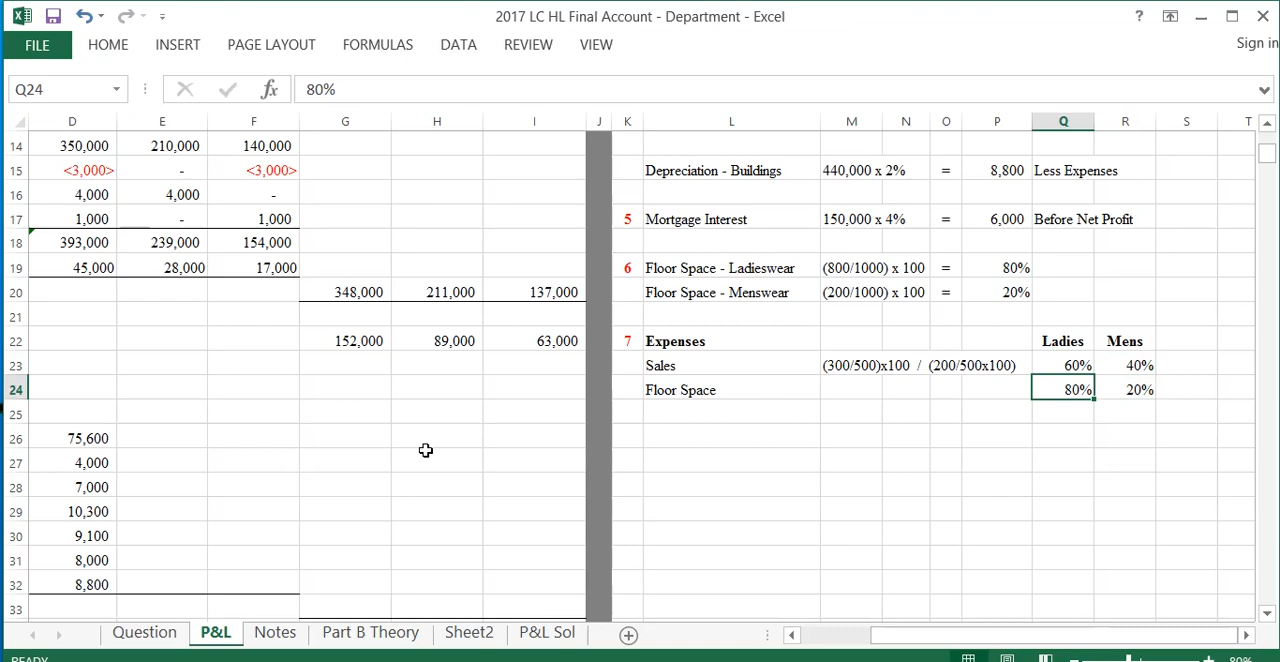 2017 LC HL Final Account - Department - Excel
?
FILE HOME INSERT PAGE LAYOUT FORMULAS DATA REVIEW VIEW Sign in
Q24 fx 80%
D E F G H I J K L M N O P Q R S T
14 350,000 210,000 140,000
15 <3,000> - <3,000> Depreciation - Buildings 440,000 x 2% = 8,800 Less Expenses
16 4,000 4,000 -
17 1,000 - 1,000 5 Mortgage Interest 150,000 x 4% = 6,000 Before Net Profit
18 393,000 239,000 154,000
19 45,000 28,000 17,000 6 Floor Space - Ladieswear (800/1000) x 100 = 80%
20 348,000 211,000 137,000 Floor Space - Menswear (200/1000) x 100 = 20%
21
22 152,000 89,000 63,000 7 Expenses Ladies Mens
23 Sales (300/500)x100 / (200/500x100) 60% 40%
24 Floor Space 80% 20%
25
26 75,600
27 4,000
28 7,000
29 10,300
30 9,100
31 8,000
32 8,800
33
Question P&L Notes Part B Theory Sheet2 P&L Sol
READY 80%